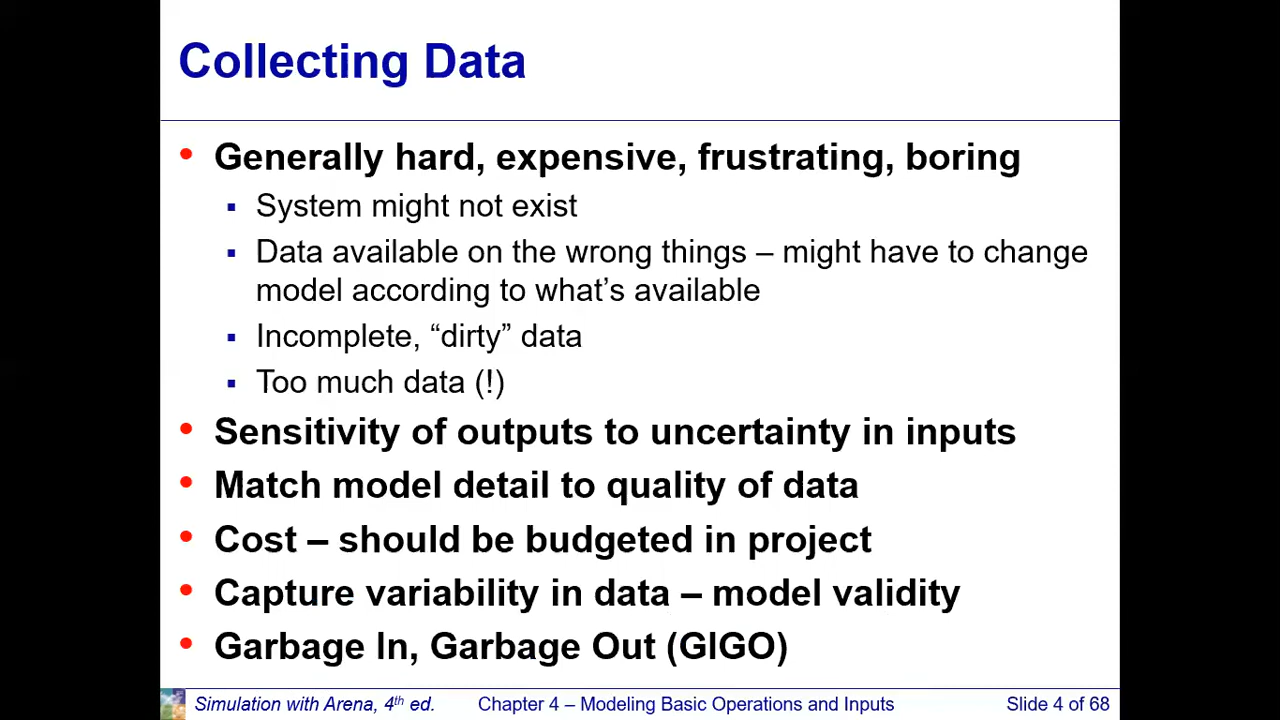 Collecting Data
• Generally hard, expensive, frustrating, boring
▪ System might not exist
▪ Data available on the wrong things – might have to change
model according to what’s available
▪ Incomplete, “dirty” data
▪ Too much data (!)
• Sensitivity of outputs to uncertainty in inputs
• Match model detail to quality of data
• Cost – should be budgeted in project
• Capture variability in data – model validity
• Garbage In, Garbage Out (GIGO)
Simulation with Arena, 4th ed. Chapter 4 – Modeling Basic Operations and Inputs Slide 4 of 68